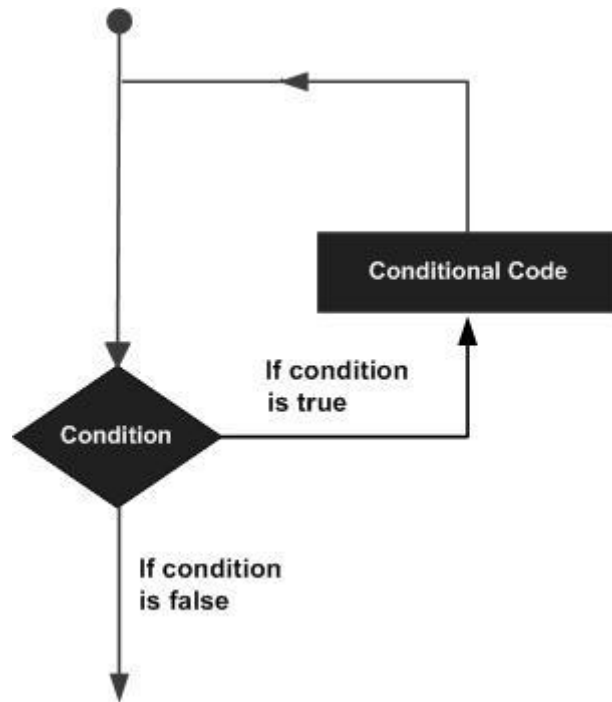 Conditional Code
If condition
is true
Condition
If condition
is false